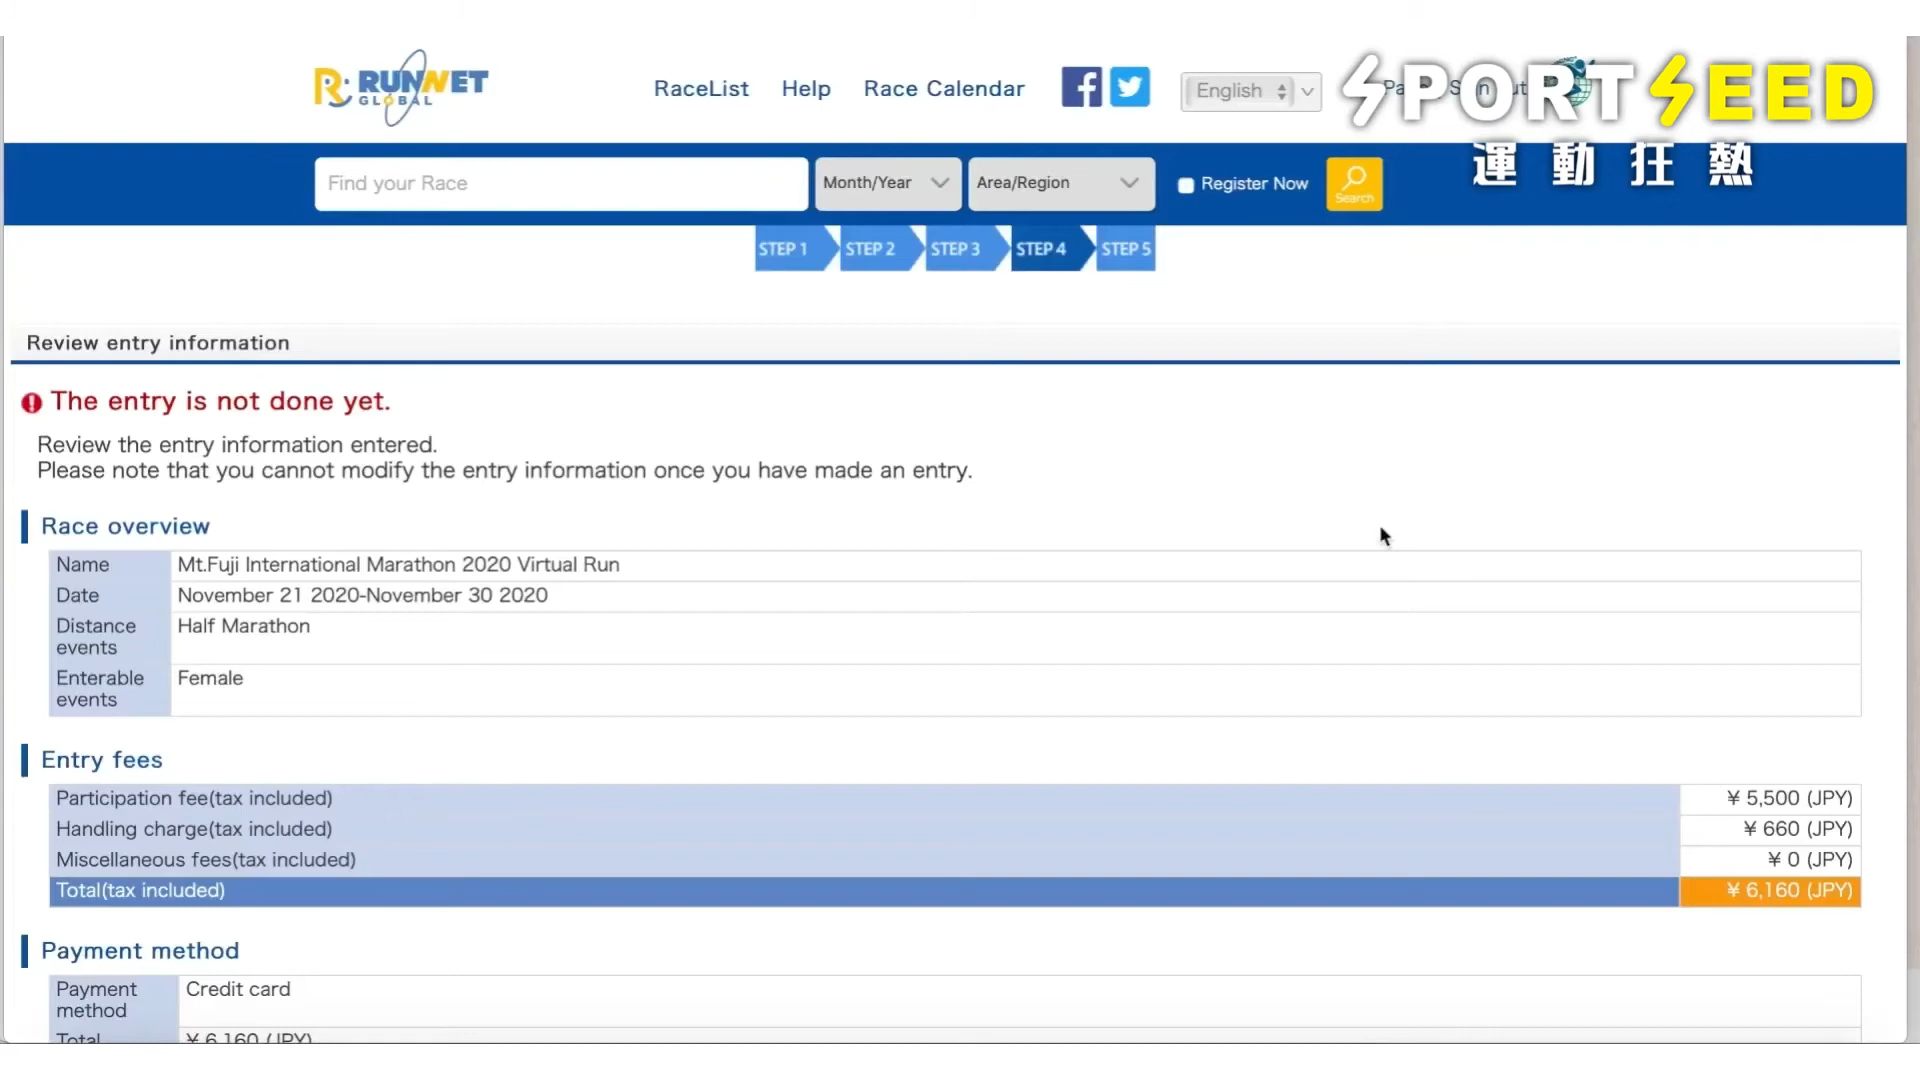 RUNNET
GLOBAL
RaceList
Help
Race Calendar
English
SPORTSEED
運動狂熱
Find your Race
Month/Year
Area/Region
Register Now
Search
STEP 1
STEP 2
STEP 3
STEP 4
STEP 5
Review entry information
The entry is not done yet.
Review the entry information entered.
Please note that you cannot modify the entry information once you have made an entry.
Race overview
Name Mt.Fuji International Marathon 2020 Virtual Run
Date November 21 2020-November 30 2020
Distance events Half Marathon
Enterable events Female
Entry fees
Participation fee(tax included) ¥ 5,500 (JPY)
Handling charge(tax included) ¥ 660 (JPY)
Miscellaneous fees(tax included) ¥ 0 (JPY)
Total(tax included) ¥ 6,160 (JPY)
Payment method
Payment method Credit card
Total ¥ 6,160 (JPY)